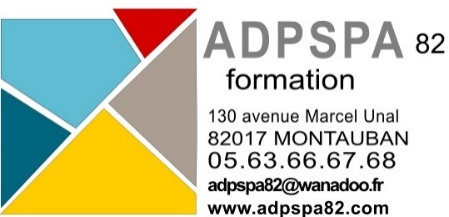 ADPSPA 82
formation
130 avenue Marcel Unal
82017 MONTAUBAN
05.63.66.67.68
adpspa82@wanadoo.fr
www.adpspa82.com